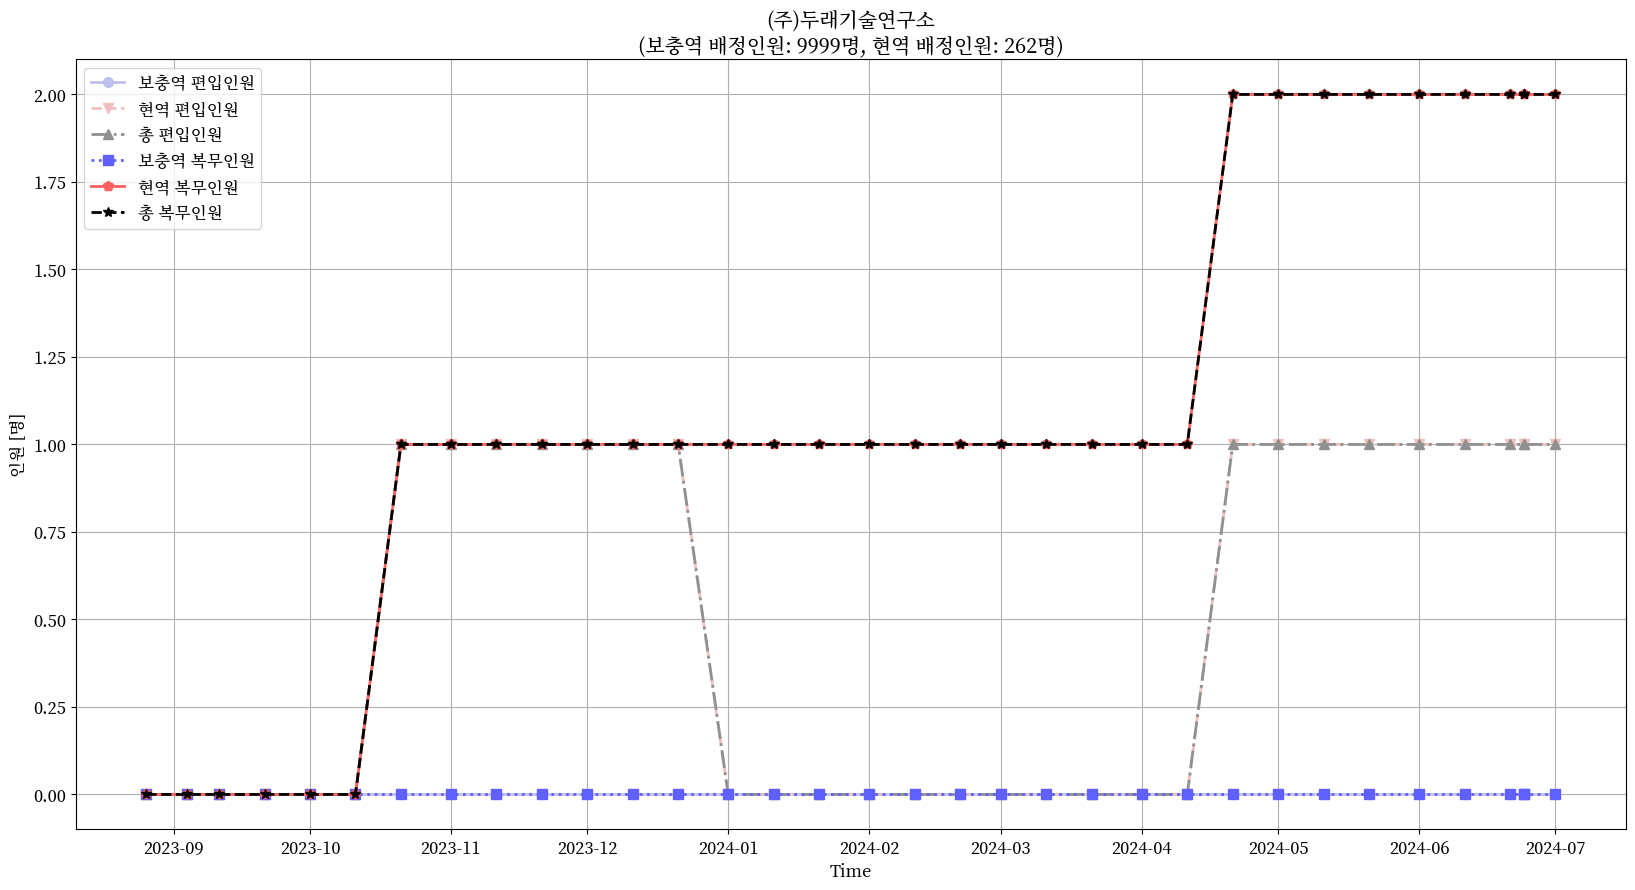 (주)두래기술연구소
(보충역 배정인원: 9999명, 현역 배정인원: 262명)
보충역 편입인원
현역 편입인원
총 편입인원
보충역 복무인원
현역 복무인원
총 복무인원
2.00
1.75
1.50
1.25
1.00
0.75
0.50
0.25
0.00
인원 [명]
2023-09 2023-10 2023-11 2023-12 2024-01 2024-02 2024-03 2024-04 2024-05 2024-06 2024-07
Time